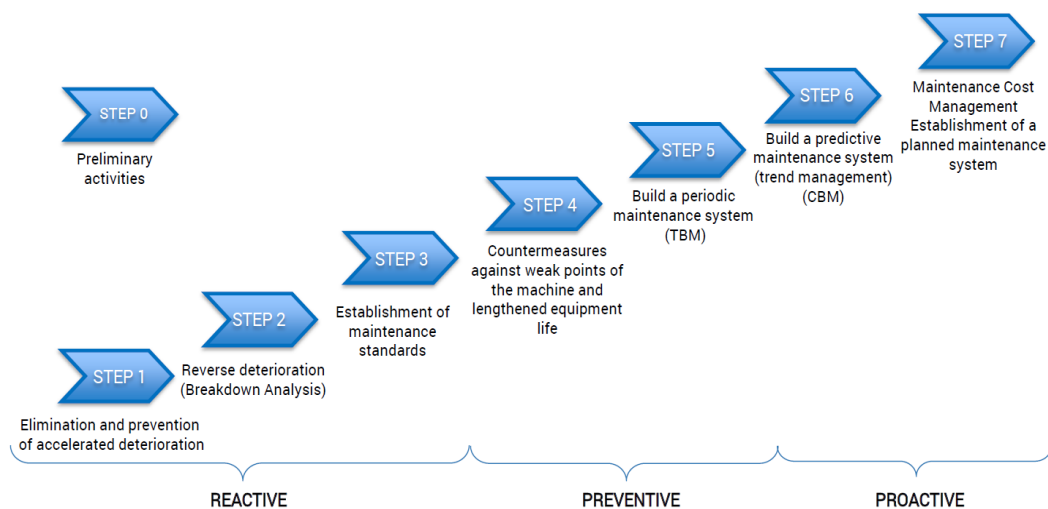 STEP 0
Preliminary
activities
STEP 1
Elimination and prevention
of accelerated deterioration
STEP 2
Reverse deterioration
(Breakdown Analysis)
STEP 3
Establishment of
maintenance
standards
STEP 4
Countermeasures
against weak points of
the machine and
lengthened equipment
life
STEP 5
Build a periodic
maintenance system
(TBM)
STEP 6
Build a predictive
maintenance system
(trend management)
(CBM)
STEP 7
Maintenance Cost
Management
Establishment of a
planned maintenance
system
REACTIVE
PREVENTIVE
PROACTIVE